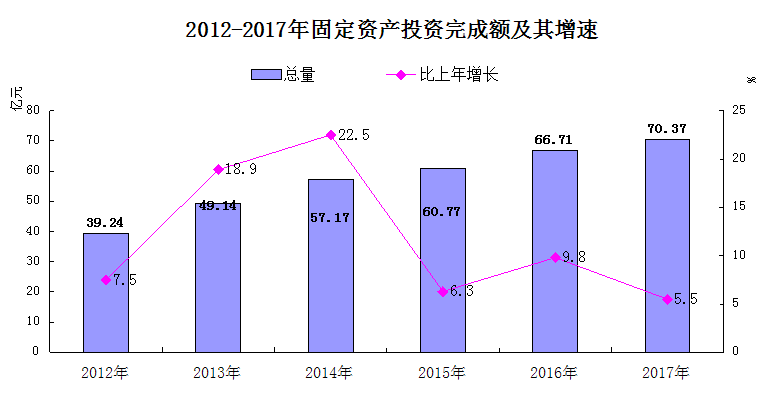 2012-2017年固定资产投资完成额及其增速
总量 比上年增长
亿元 %
80 70 60 50 40 30 20 10 0
25 20 15 10 5 0
39.24 49.14 57.17 60.77 66.71 70.37
7.5 18.9 22.5 6.3 9.8 5.5
2012年 2013年 2014年 2015年 2016年 2017年